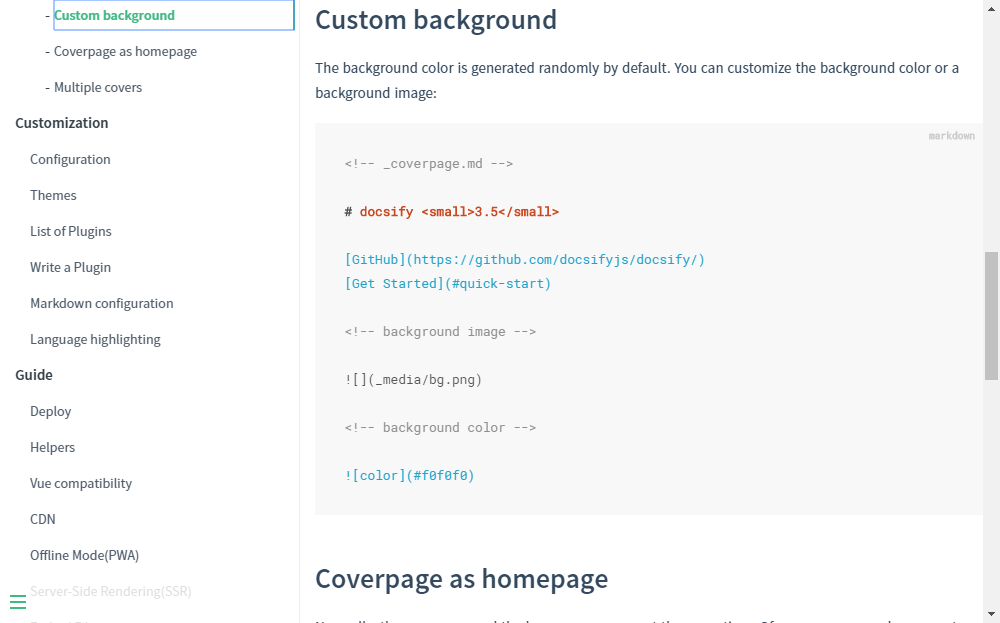 - Custom background
- Coverpage as homepage
- Multiple covers
Customization
Configuration
Themes
List of Plugins
Write a Plugin
Markdown configuration
Language highlighting
Guide
Deploy
Helpers
Vue compatibility
CDN
Offline Mode(PWA)
Server-Side Rendering(SSR)
Custom background
The background color is generated randomly by default. You can customize the background color or a
background image:
markdown
<!-- _coverpage.md -->
# docsify <small>3.5</small>
[GitHub](https://github.com/docsifyjs/docsify/)
[Get Started](#quick-start)
<!-- background image -->
![](_media/bg.png)
<!-- background color -->
![color](#f0f0f0)
Coverpage as homepage